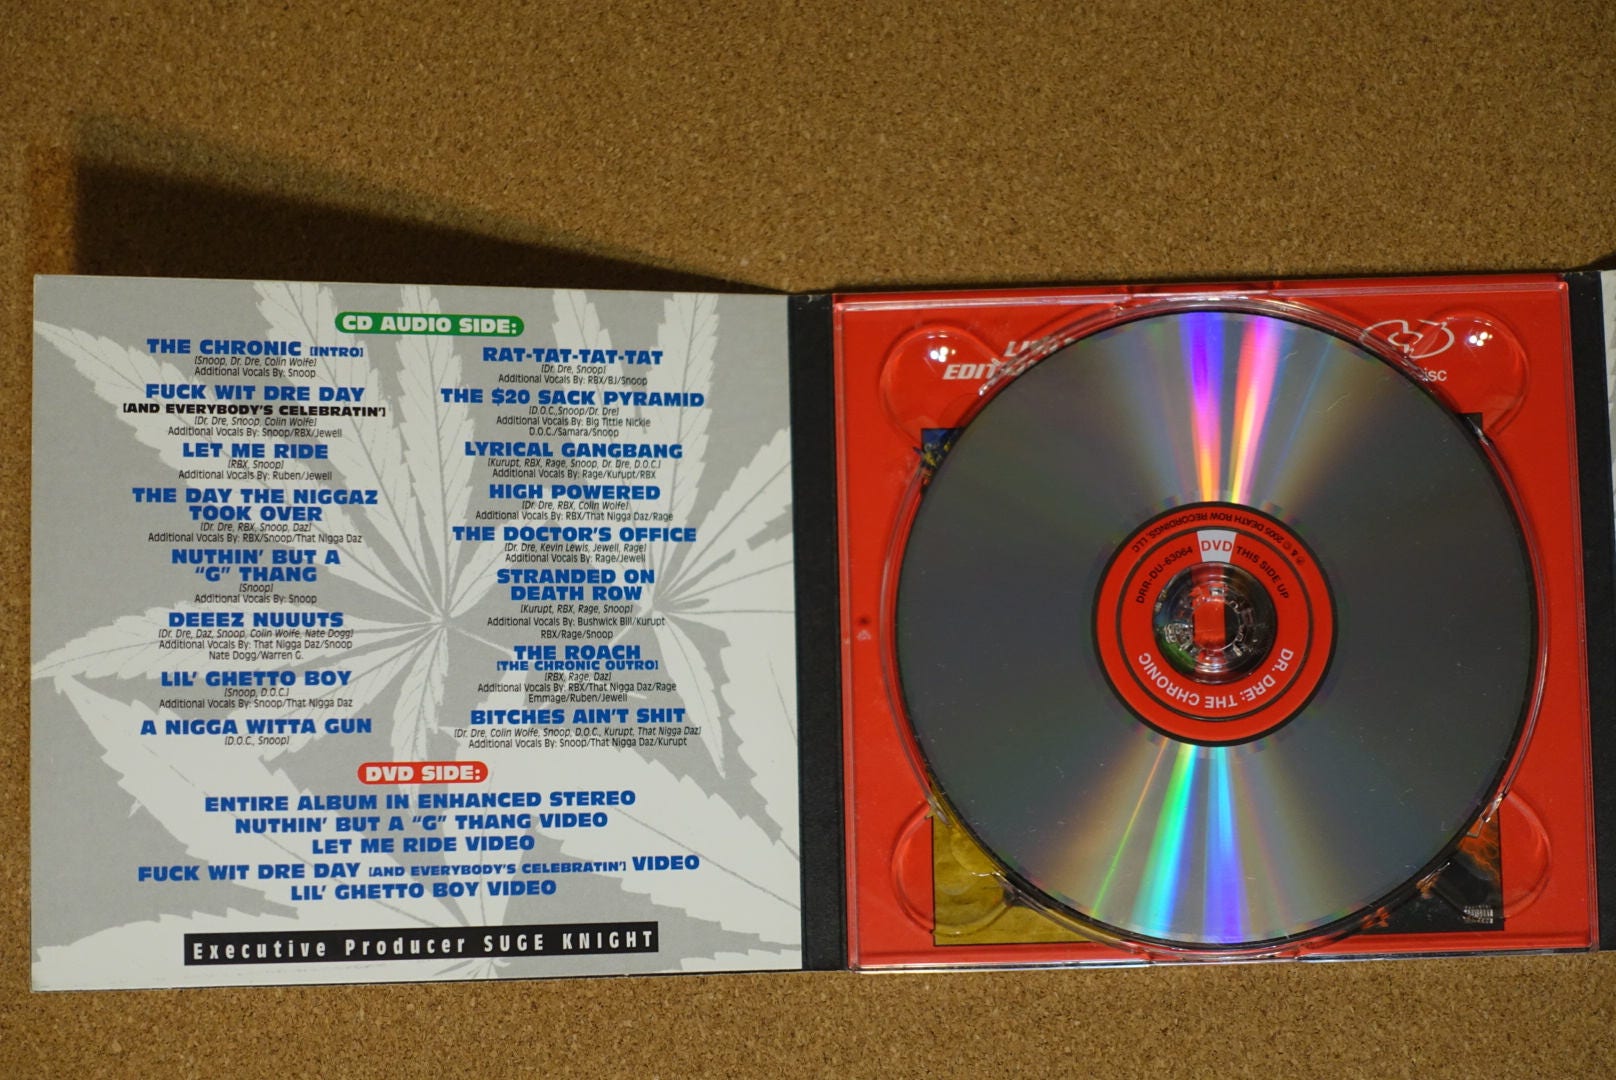 CD AUDIO SIDE:
THE CHRONIC [INTRO]
[Snoop, Dr. Dre, Colin Wolfe]
Additional Vocals By: Snoop
FUCK WIT DRE DAY
[AND EVERYBODY'S CELEBRATIN']
[Dr. Dre, Snoop, Colin Wolfe]
Additional Vocals By: Snoop/RBX/Jewell
LET ME RIDE
[RBX, Snoop]
Additional Vocals By: Ruben/Jewell
THE DAY THE NIGGAZ
TOOK OVER
[Dr. Dre, RBX, Snoop, Daz]
Additional Vocals By: RBX/Snoop/That Nigga Daz
NUTHIN' BUT A
"G" THANG
[Snoop]
Additional Vocals By: Snoop
DEEEZ NUUUTS
[Dr. Dre, Daz, Snoop, Colin Wolfe, Nate Dogg]
Additional Vocals By: That Nigga Daz/Snoop
Nate Dogg/Warren G.
LIL' GHETTO BOY
[Snoop, D.O.C.]
Additional Vocals By: Snoop/That Nigga Daz
A NIGGA WITTA GUN
[D.O.C., Snoop]
RAT-TAT-TAT-TAT
[Dr. Dre, Snoop]
Additional Vocals By: RBX/BJ/Snoop
THE $20 SACK PYRAMID
[D.O.C.,Snoop/Dr. Dre]
Additional Vocals By: Big Tittie Nickie
D.O.C./Samara/Snoop
LYRICAL GANGBANG
[Kurupt, RBX, Rage, Snoop, Dr. Dre, D.O.C.]
Additional Vocals By: Rage/Kurupt/RBX
HIGH POWERED
[Dr. Dre, RBX, Colin Wolfe]
Additional Vocals By: RBX/That Nigga Daz/Rage
THE DOCTOR'S OFFICE
[Dr. Dre, Kevin Lewis, Jewell, Rage]
Additional Vocals By: Rage/Jewell
STRANDED ON
DEATH ROW
[Kurupt, RBX, Rage, Snoop]
Additional Vocals By: Bushwick Bill/Kurupt
RBX/Rage/Snoop
THE ROACH
[THE CHRONIC OUTRO]
[RBX, Rage, Daz]
Additional Vocals By: RBX/That Nigga Daz/Rage
Emmage/Ruben/Jewell
BITCHES AIN'T SHIT
[Dr. Dre, Colin Wolfe, Snoop, D.O.C., Kurupt, That Nigga Daz]
Additional Vocals By: Snoop/That Nigga Daz/Kurupt
DVD SIDE:
ENTIRE ALBUM IN ENHANCED STEREO
NUTHIN' BUT A "G" THANG VIDEO
LET ME RIDE VIDEO
FUCK WIT DRE DAY [AND EVERYBODY'S CELEBRATIN'] VIDEO
LIL' GHETTO BOY VIDEO
Executive Producer SUGE KNIGHT
DRR-DU-63064 DVD THIS SIDE UP
℗ & © 2005 DEATH ROW RECORDINGS, LLC
DR. DRE: THE CHRONIC